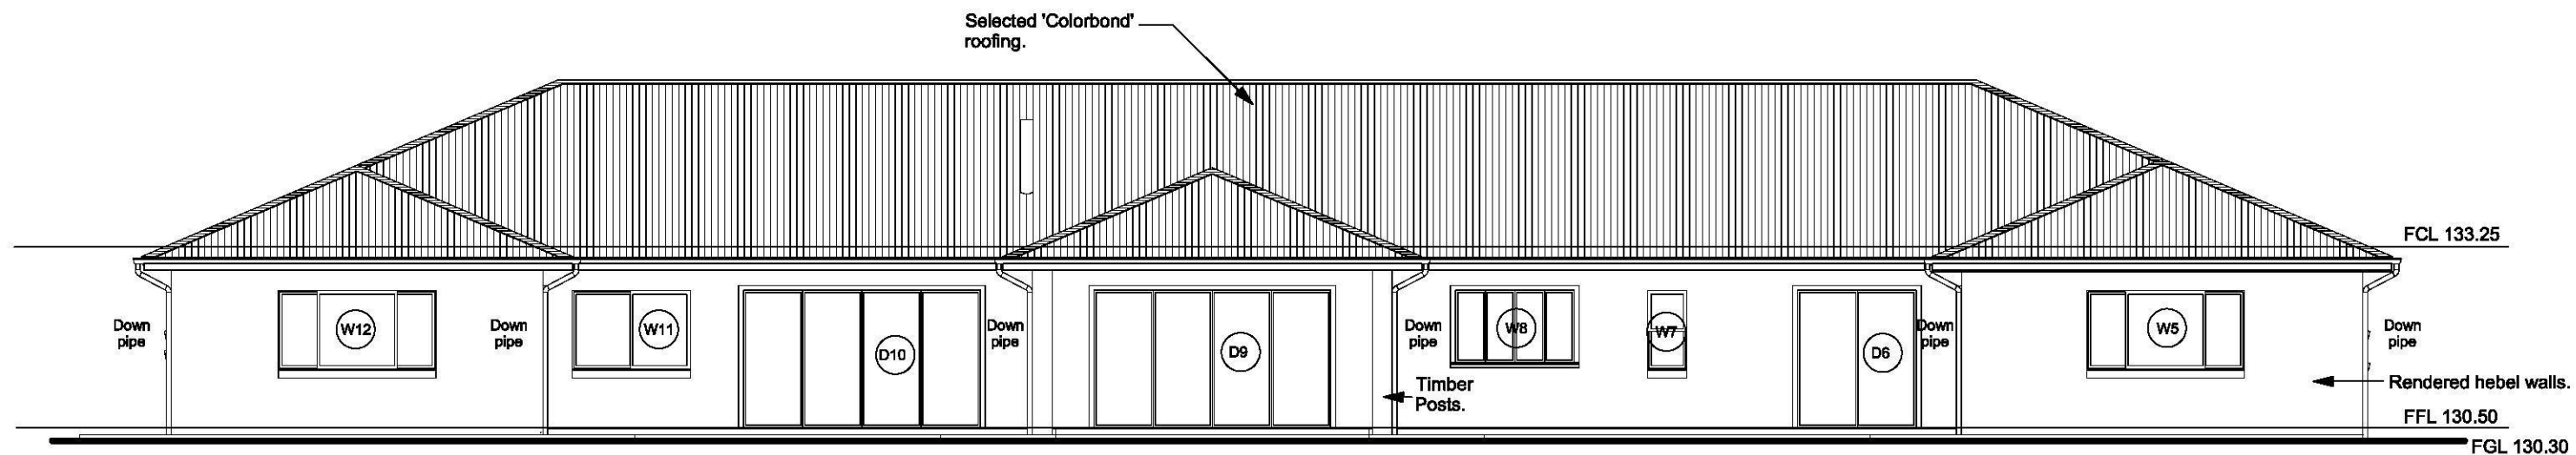 Selected 'Colorbond'
roofing.
FCL 133.25
Down
pipe
W12
Down
pipe
W11
D10
Down
pipe
D9
Down
pipe
W8
W7
D6
Down
pipe
W5
Down
pipe
Timber
Posts.
Rendered hebel walls.
FFL 130.50
FGL 130.30